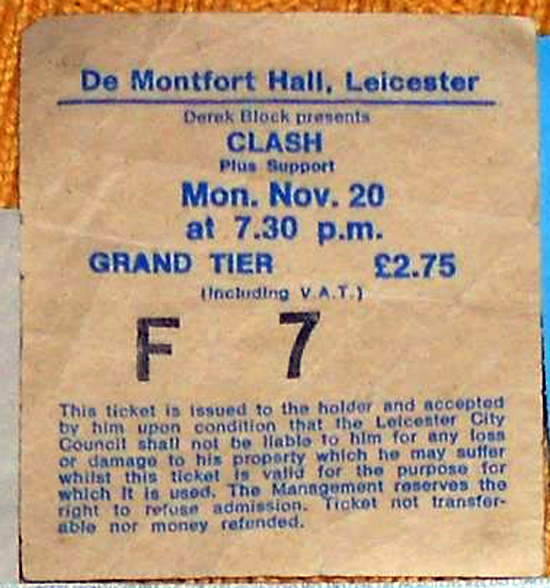 De Montfort Hall, Leicester
Derek Block presents
CLASH
Plus Support
Mon. Nov. 20
at 7.30 p.m.
GRAND TIER £2.75
(Including V.A.T.)
F 7
This ticket is issued to the holder and accepted
by him upon condition that the Leicester City
Council shall not be liable to him for any loss
or damage to his property which he may suffer
whilst this ticket is valid for the purpose for
which it is used. The Management reserves the
right to refuse admission. Ticket not transfer-
able nor money refended.